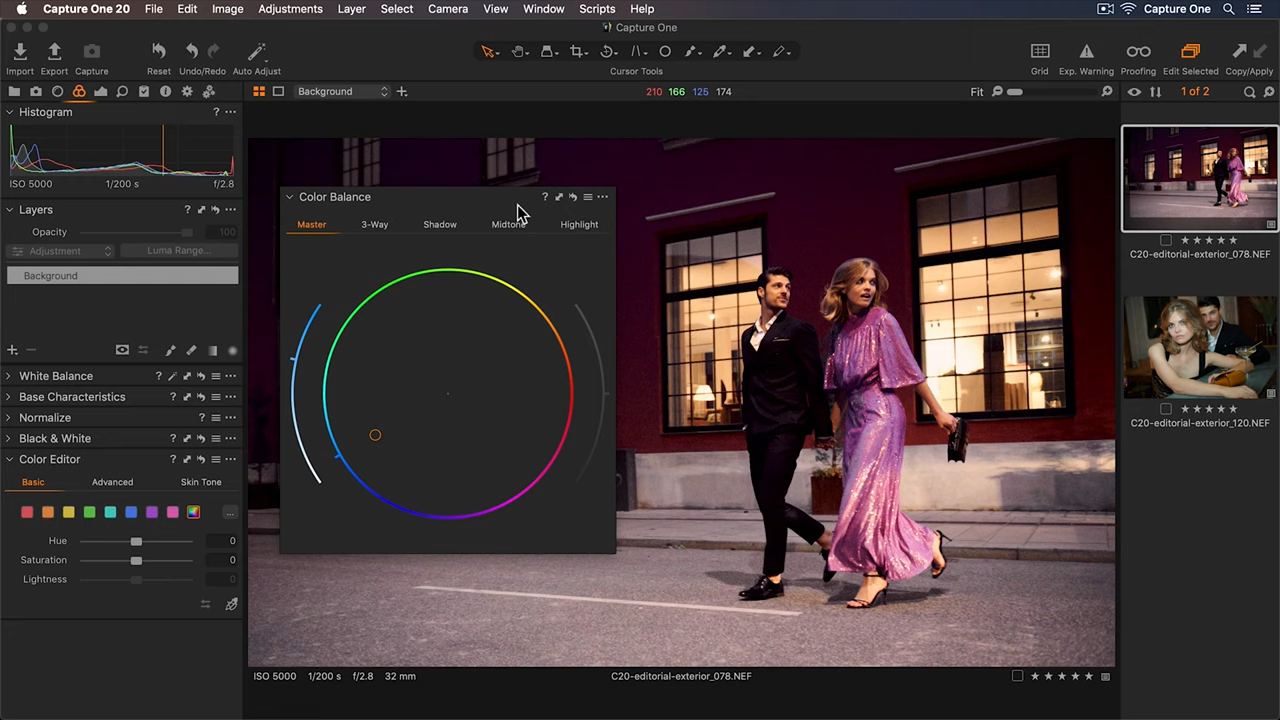 Capture One 20 File Edit Image Adjustments Layer Select Camera View Window Scripts Help Capture One
Capture One
Import Export Capture Reset Undo/Redo Auto Adjust Cursor Tools Grid Exp. Warning Proofing Edit Selected Copy/Apply
Background 210 166 125 174 Fit 1 of 2
Histogram ?
ISO 5000 1/200 s f/2.8
Layers ?
Opacity 100
Adjustment Luma Range...
Background
White Balance ?
Base Characteristics ?
Normalize ?
Black & White ?
Color Editor ?
Basic Advanced Skin Tone
Hue 0
Saturation 0
Lightness 0
Color Balance ?
Master 3-Way Shadow Midtone Highlight
ISO 5000 1/200 s f/2.8 32 mm C20-editorial-exterior_078.NEF
C20-editorial-exterior_078.NEF
C20-editorial-exterior_120.NEF